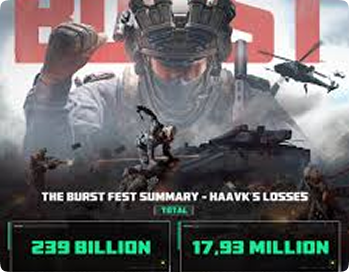 BURST
THE BURST FEST SUMMARY - HAAVK'S LOSSES
TOTAL
239 BILLION
17,93 MILLION